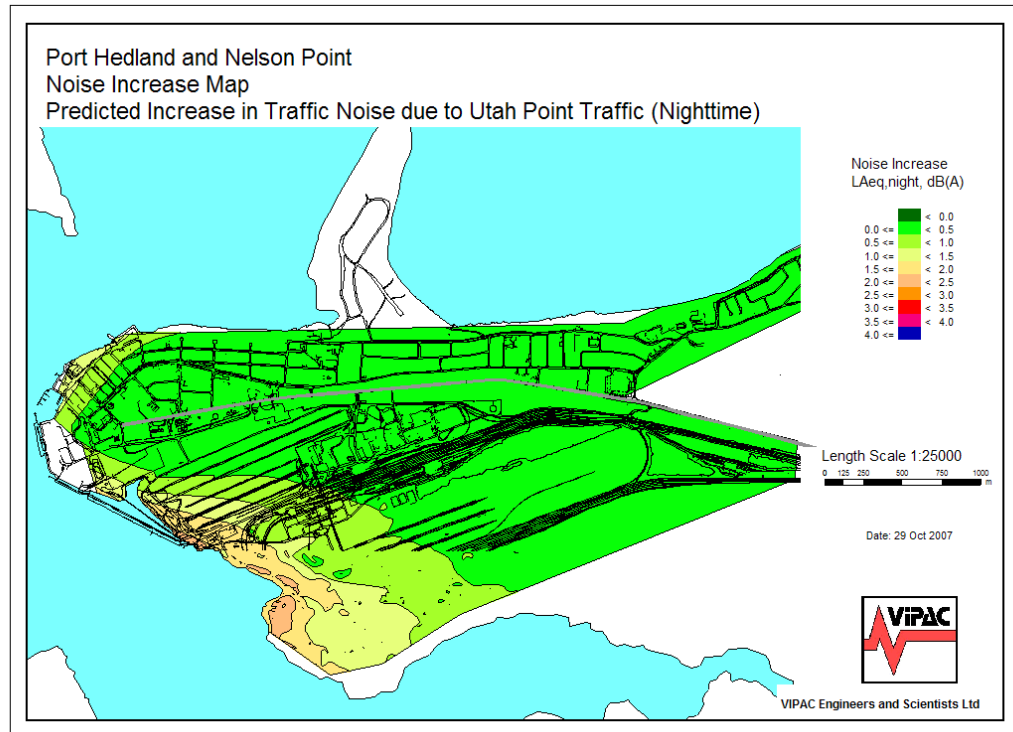 Port Hedland and Nelson Point
Noise Increase Map
Predicted Increase in Traffic Noise due to Utah Point Traffic (Nighttime)
Noise Increase
LAeq,night, dB(A)
< 0.0
0.0 <= < 0.5
0.5 <= < 1.0
1.0 <= < 1.5
1.5 <= < 2.0
2.0 <= < 2.5
2.5 <= < 3.0
3.0 <= < 3.5
3.5 <= < 4.0
4.0 <=
Length Scale 1:25000
0 125 250 500 750 1000
m
Date: 29 Oct 2007
VIPAC
VIPAC Engineers and Scientists Ltd